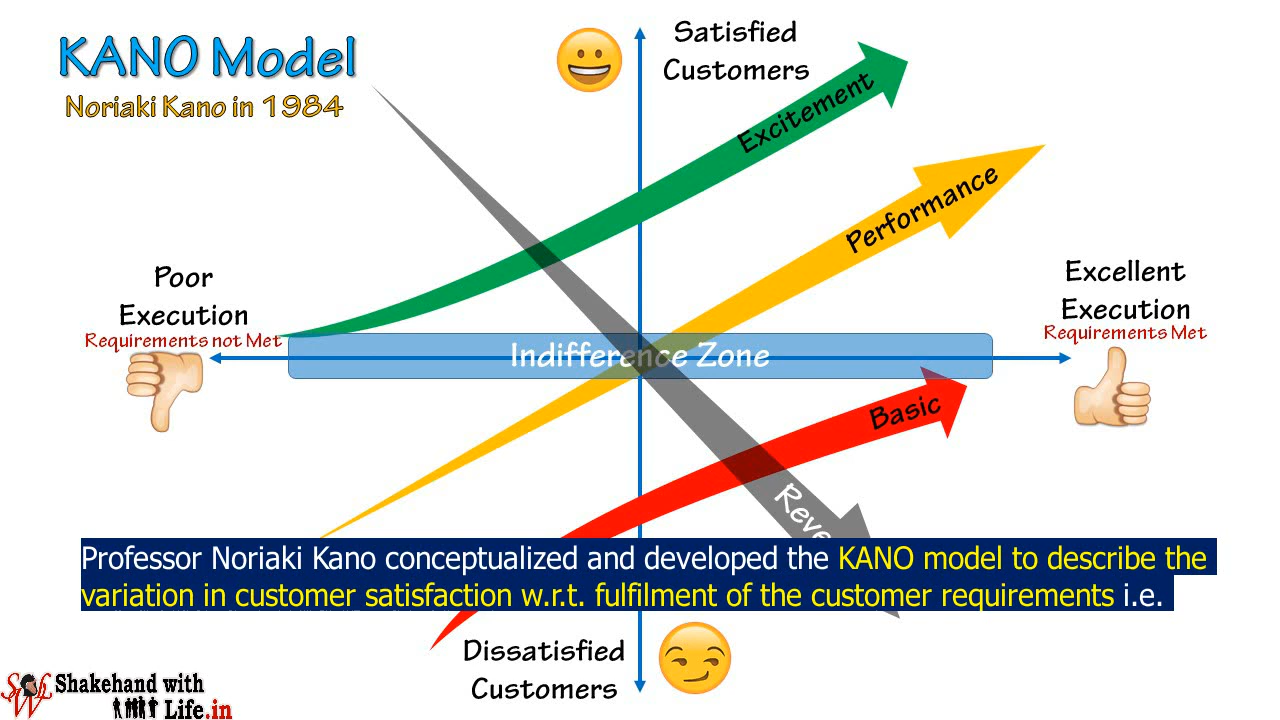 KANO Model
Noriaki Kano in 1984
Satisfied
Customers
Excitement
Performance
Poor
Execution
Requirements not Met
Excellent
Execution
Requirements Met
Indifference Zone
Basic
Professor Noriaki Kano conceptualized and developed the KANO model to describe the
variation in customer satisfaction w.r.t. fulfilment of the customer requirements i.e.
Dissatisfied
Customers
Shakehand with
Life.in